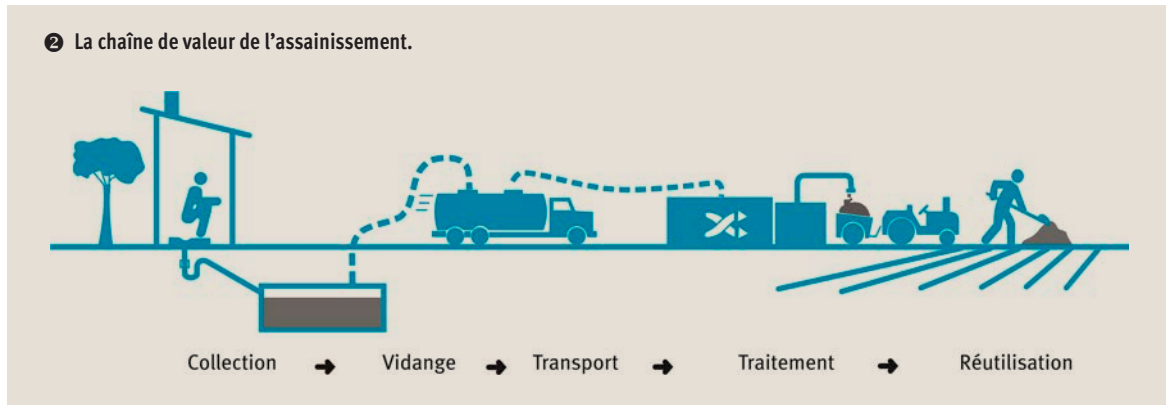 ❷ La chaîne de valeur de l’assainissement.
Collection ➜ Vidange ➜ Transport ➜ Traitement ➜ Réutilisation